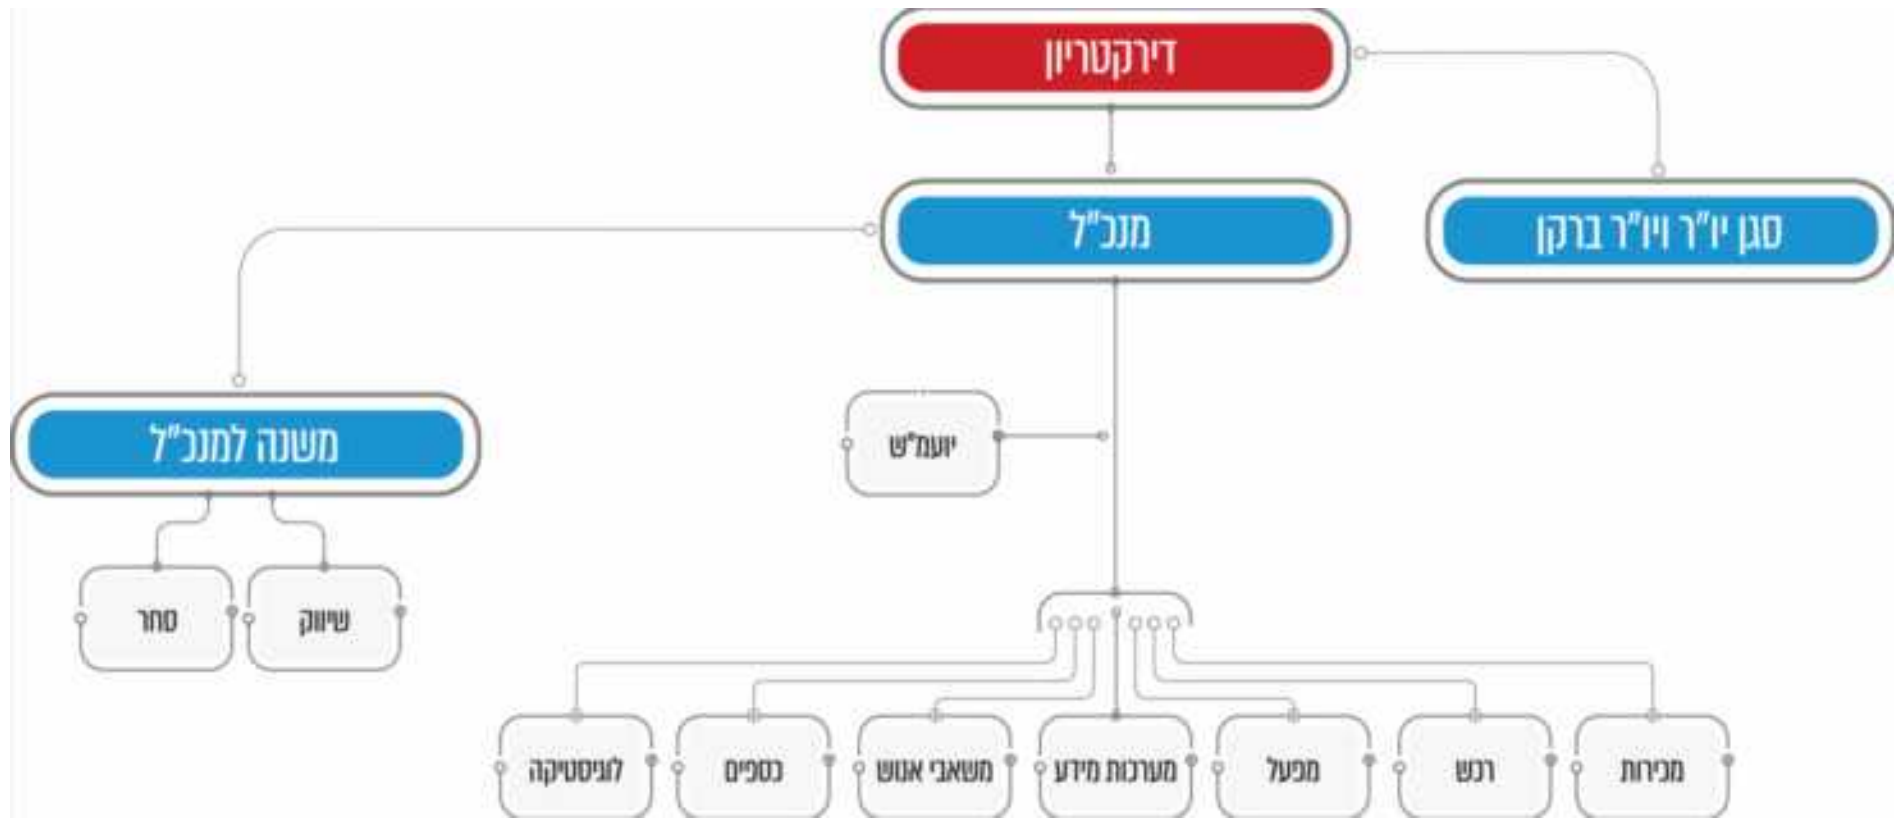 דירקטריון
סגן יו"ר ויו"ר ברקן
מנכ"ל
משנה למנכ"ל
יועמ"ש
שיווק
סחר
מכירות
רכש
מפעל
מערכות מידע
משאבי אנוש
כספים
לוגיסטיקה